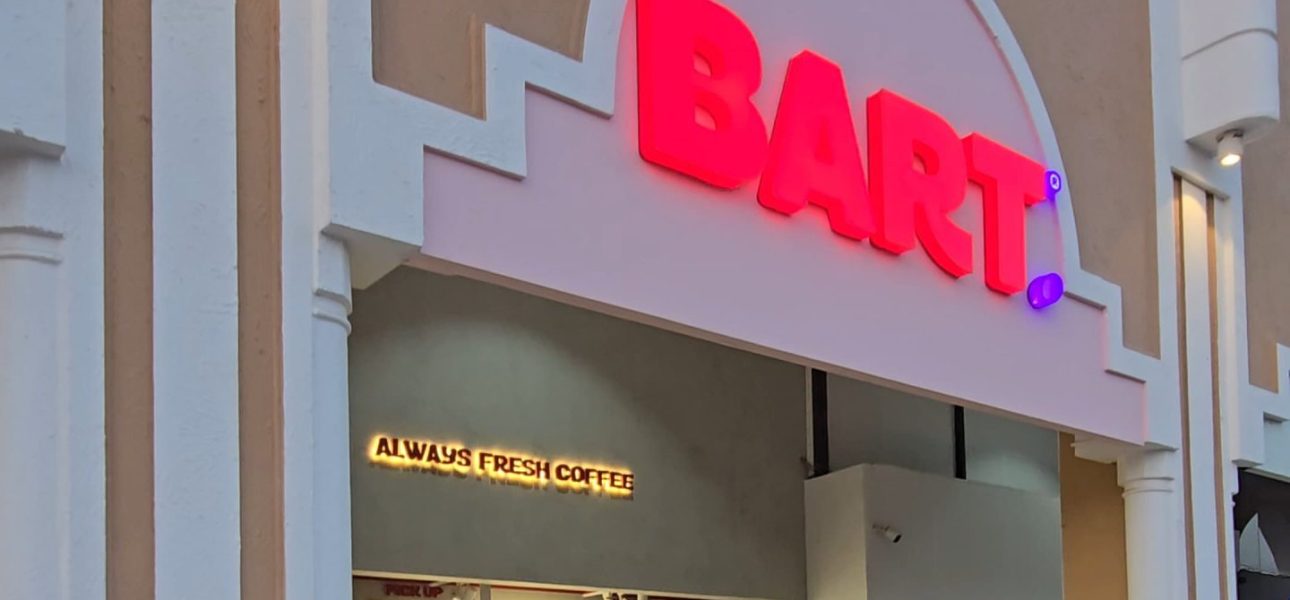 BART.
ALWAYS FRESH COFFEE
PICK UP